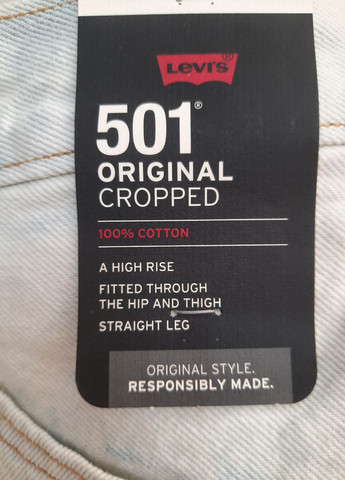 Levi's®
501®
ORIGINAL
CROPPED
100% COTTON
A HIGH RISE
FITTED THROUGH
THE HIP AND THIGH
STRAIGHT LEG
ORIGINAL STYLE.
RESPONSIBLY MADE.